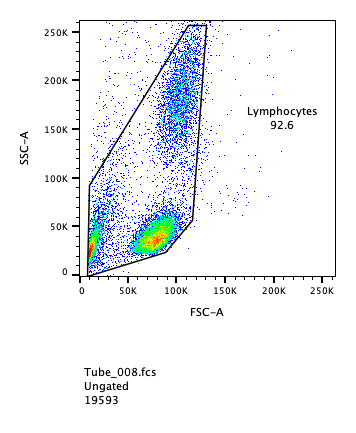 250K
200K
150K
100K
50K
0
SSC-A
Lymphocytes
92.6
0 50K 100K 150K 200K 250K
FSC-A
Tube_008.fcs
Ungated
19593